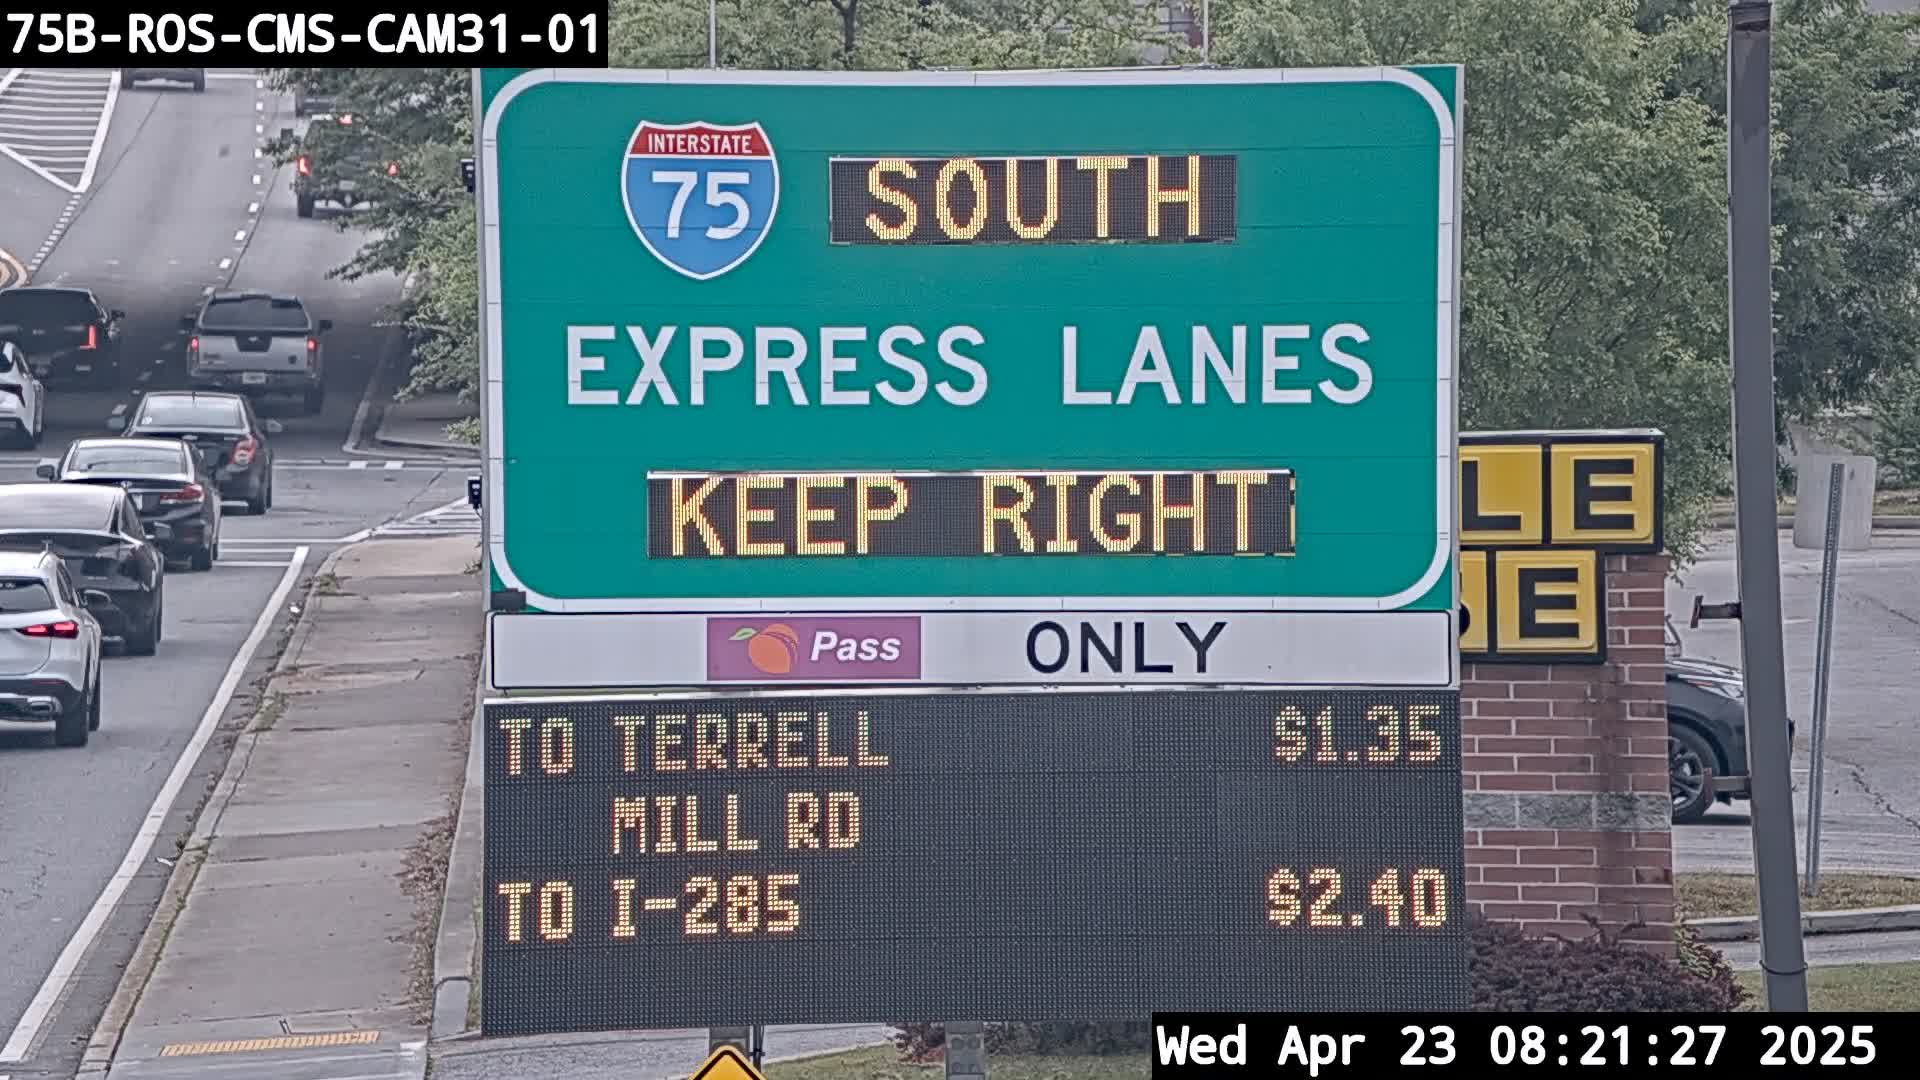 75B-ROS-CMS-CAM31-01
INTERSTATE
75
SOUTH
EXPRESS LANES
KEEP RIGHT
Pass ONLY
TO TERRELL $1.35
MILL RD
TO I-285 $2.40
LE
E
Wed Apr 23 08:21:27 2025